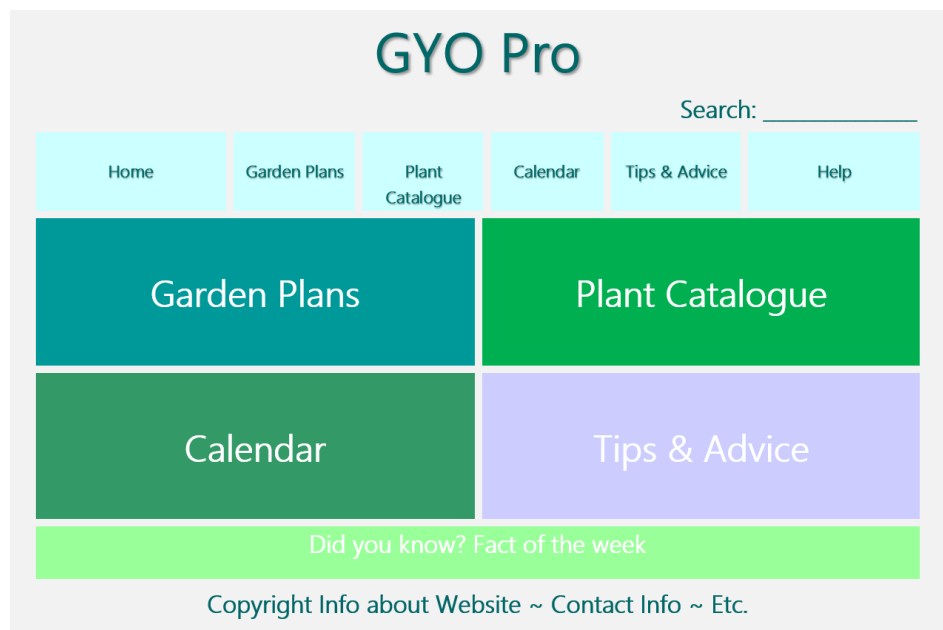 GYO Pro
Search: _______________
Home
Garden Plans
Plant
Catalogue
Calendar
Tips & Advice
Help
Garden Plans
Plant Catalogue
Calendar
Tips & Advice
Did you know? Fact of the week
Copyright Info about Website ~ Contact Info ~ Etc.